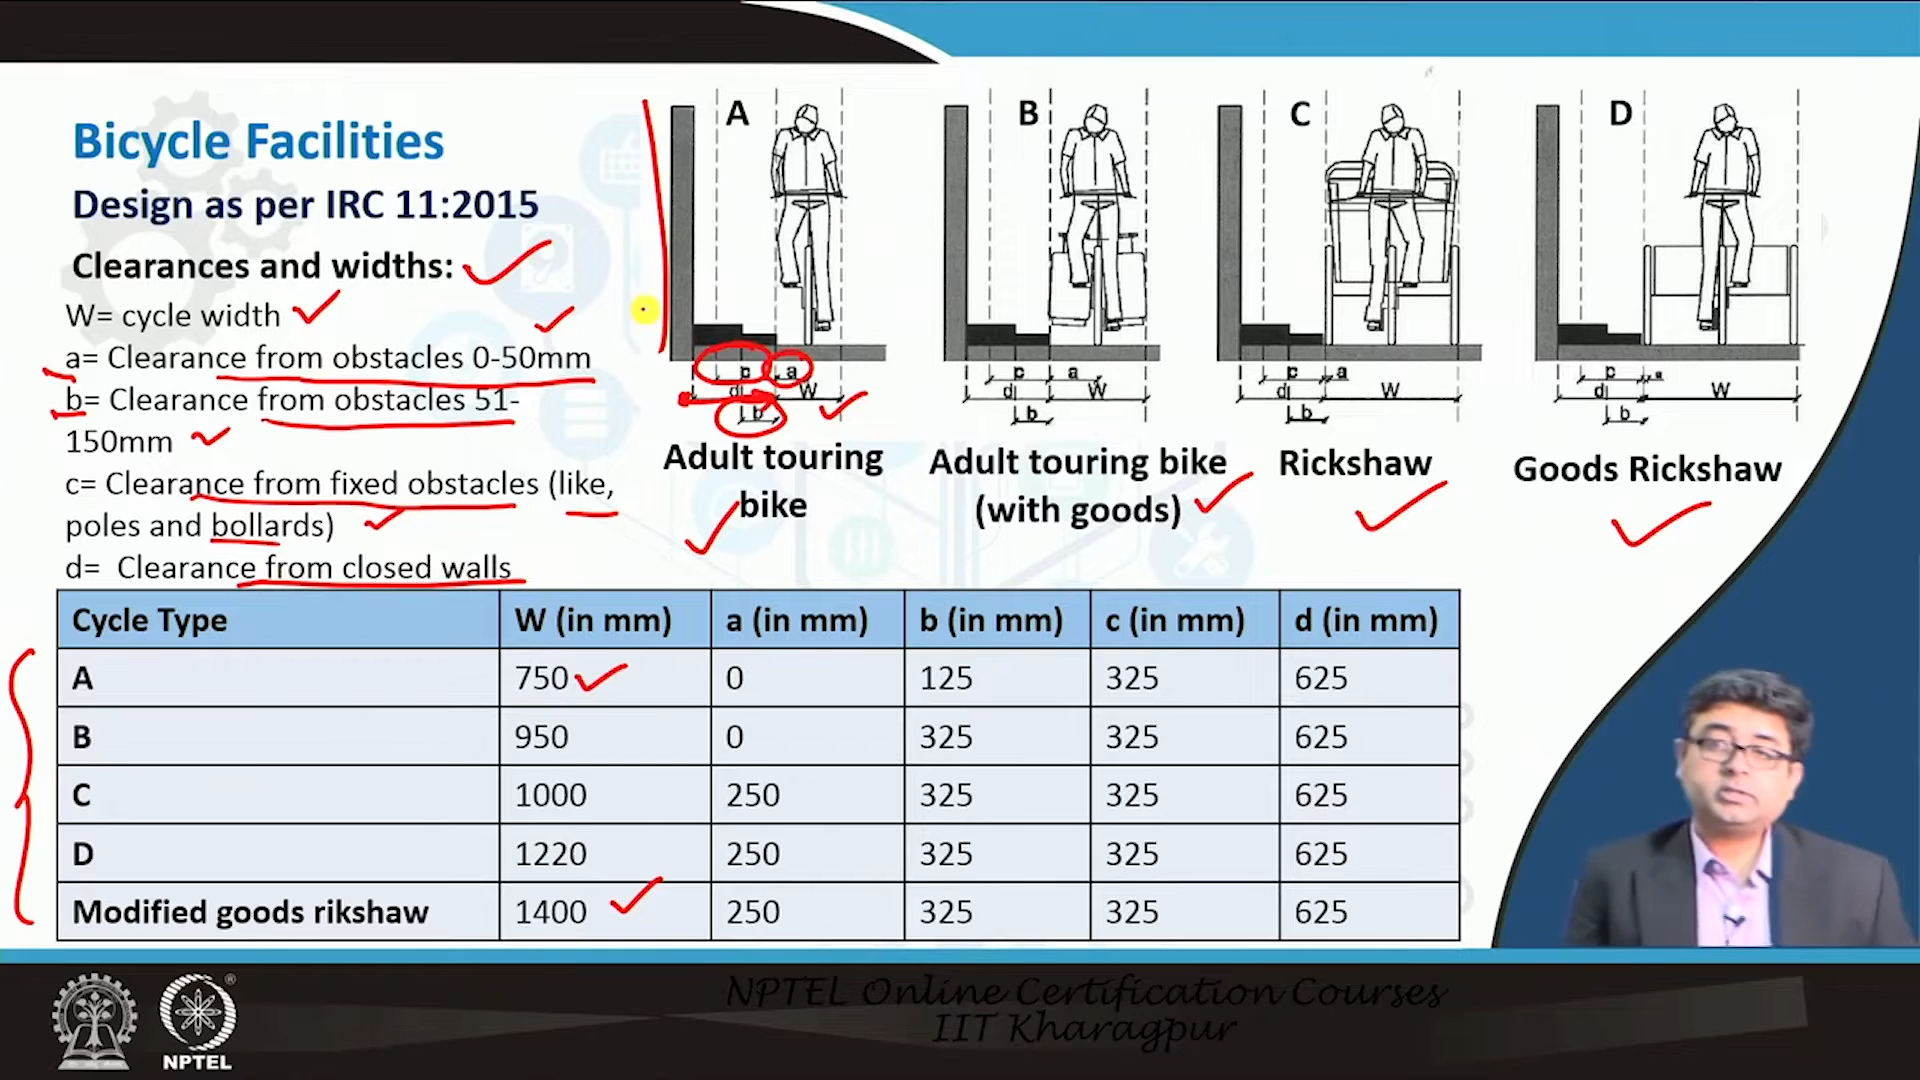 Bicycle Facilities
Design as per IRC 11:2015
Clearances and widths:
W= cycle width
a= Clearance from obstacles 0-50mm
b= Clearance from obstacles 51-
150mm
c= Clearance from fixed obstacles (like,
poles and bollards)
d= Clearance from closed walls
A
c a
d W
b
Adult touring
bike
B
c a
d W
b
Adult touring bike
(with goods)
C
c a
d W
b
Rickshaw
D
c a
d W
b
Goods Rickshaw
Cycle Type W (in mm) a (in mm) b (in mm) c (in mm) d (in mm)
A 750 0 125 325 625
B 950 0 325 325 625
C 1000 250 325 325 625
D 1220 250 325 325 625
Modified goods rikshaw 1400 250 325 325 625
NPTEL Online Certification Courses
IIT Kharagpur
®
NPTEL